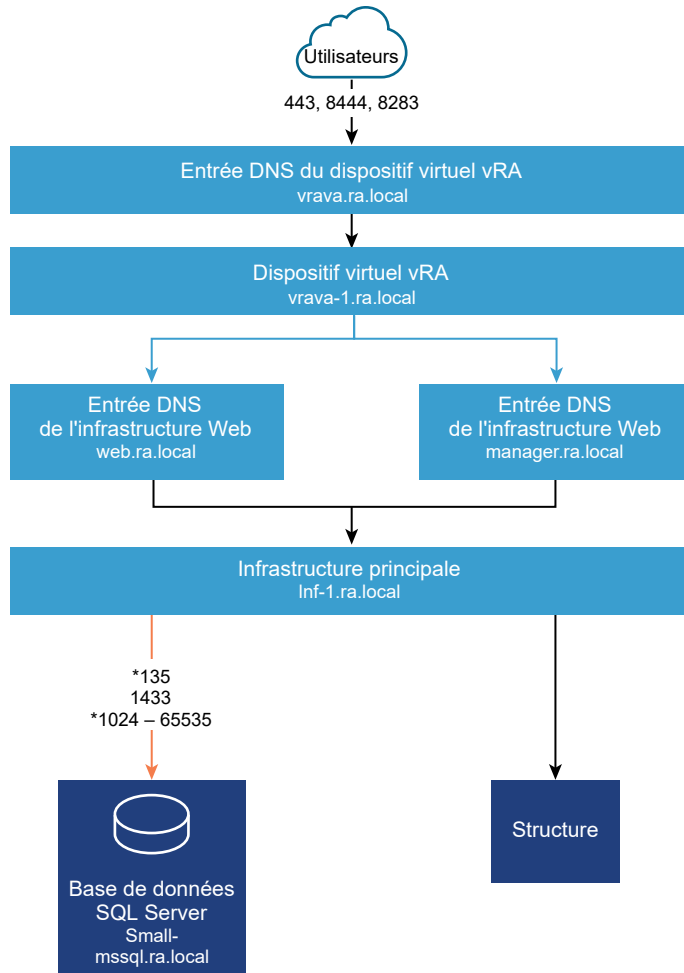 Utilisateurs
443, 8444, 8283
Entrée DNS du dispositif virtuel vRA
vrava.ra.local
Dispositif virtuel vRA
vrava-1.ra.local
Entrée DNS
de l'infrastructure Web
web.ra.local
Entrée DNS
de l'infrastructure Web
manager.ra.local
Infrastructure principale
Inf-1.ra.local
*135
1433
*1024 – 65535
Base de données
SQL Server
Small-
mssql.ra.local
Structure